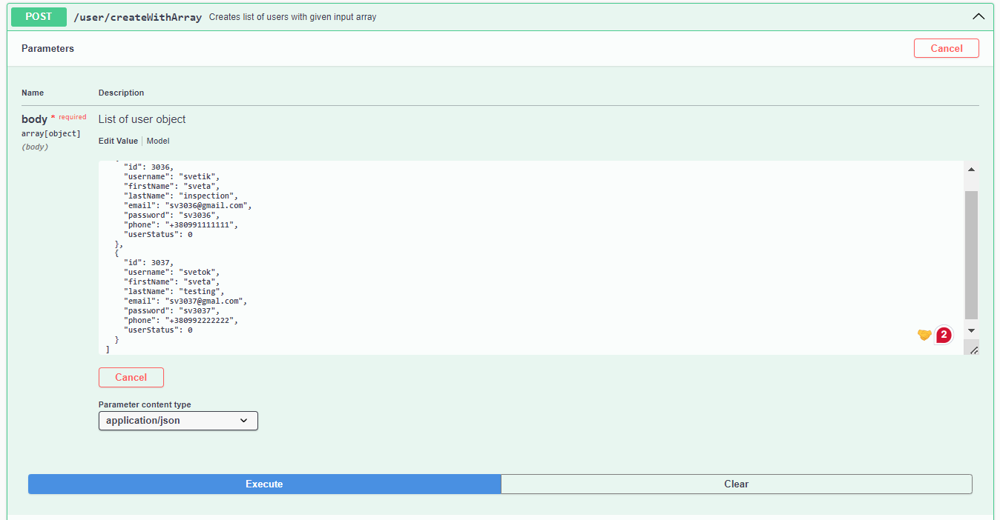 POST /user/createWithArray Creates list of users with given input array
Parameters
Cancel
Name Description
body * required List of user object
array[object]
(body)
Edit Value | Model
"id": 3036,
"username": "svetik",
"firstName": "sveta",
"lastName": "inspection",
"email": "sv3036@gmail.com",
"password": "sv3036",
"phone": "+380991111111",
"userStatus": 0
},
{
"id": 3037,
"username": "svetok",
"firstName": "sveta",
"lastName": "testing",
"email": "sv3037@gmal.com",
"password": "sv3037",
"phone": "+380992222222",
"userStatus": 0
}
]
2
Cancel
Parameter content type
application/json
Execute
Clear